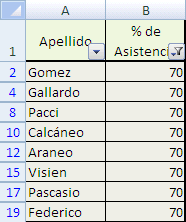 A B
1 Apellido % de Asistenci
2 Gomez 70
4 Gallardo 70
8 Pacci 70
10 Calcáneo 70
12 Araneo 70
15 Visien 70
17 Pascasio 70
19 Federico 70